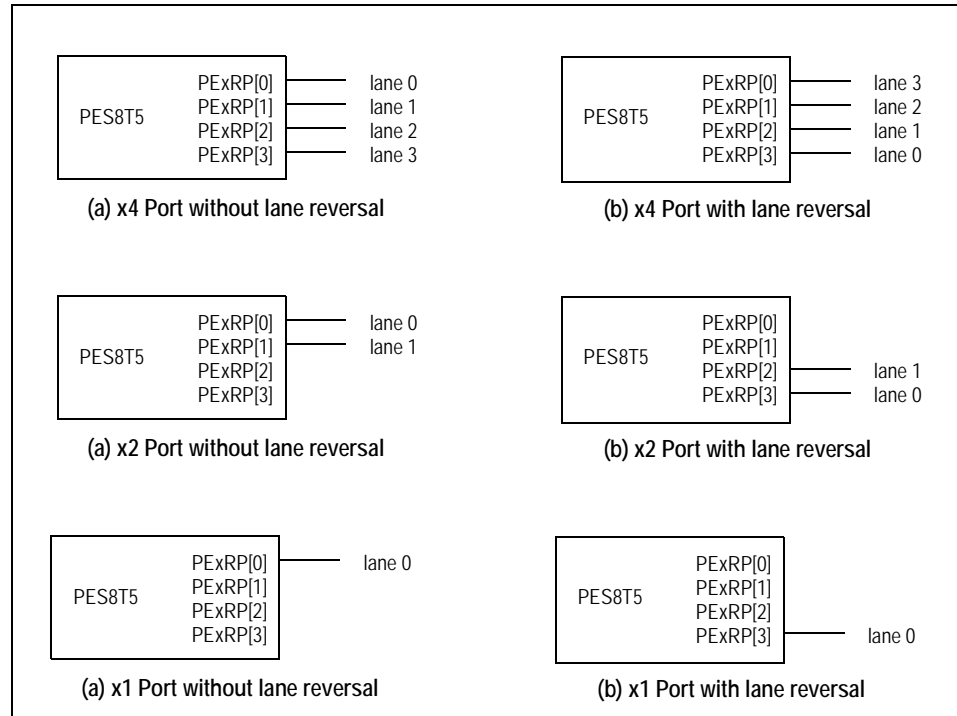 PES8T5
PExRP[0] lane 0
PExRP[1] lane 1
PExRP[2] lane 2
PExRP[3] lane 3
(a) x4 Port without lane reversal
PES8T5
PExRP[0] lane 3
PExRP[1] lane 2
PExRP[2] lane 1
PExRP[3] lane 0
(b) x4 Port with lane reversal
PES8T5
PExRP[0] lane 0
PExRP[1] lane 1
PExRP[2]
PExRP[3]
(a) x2 Port without lane reversal
PES8T5
PExRP[0]
PExRP[1]
PExRP[2] lane 1
PExRP[3] lane 0
(b) x2 Port with lane reversal
PES8T5
PExRP[0] lane 0
PExRP[1]
PExRP[2]
PExRP[3]
(a) x1 Port without lane reversal
PES8T5
PExRP[0]
PExRP[1]
PExRP[2]
PExRP[3] lane 0
(b) x1 Port with lane reversal